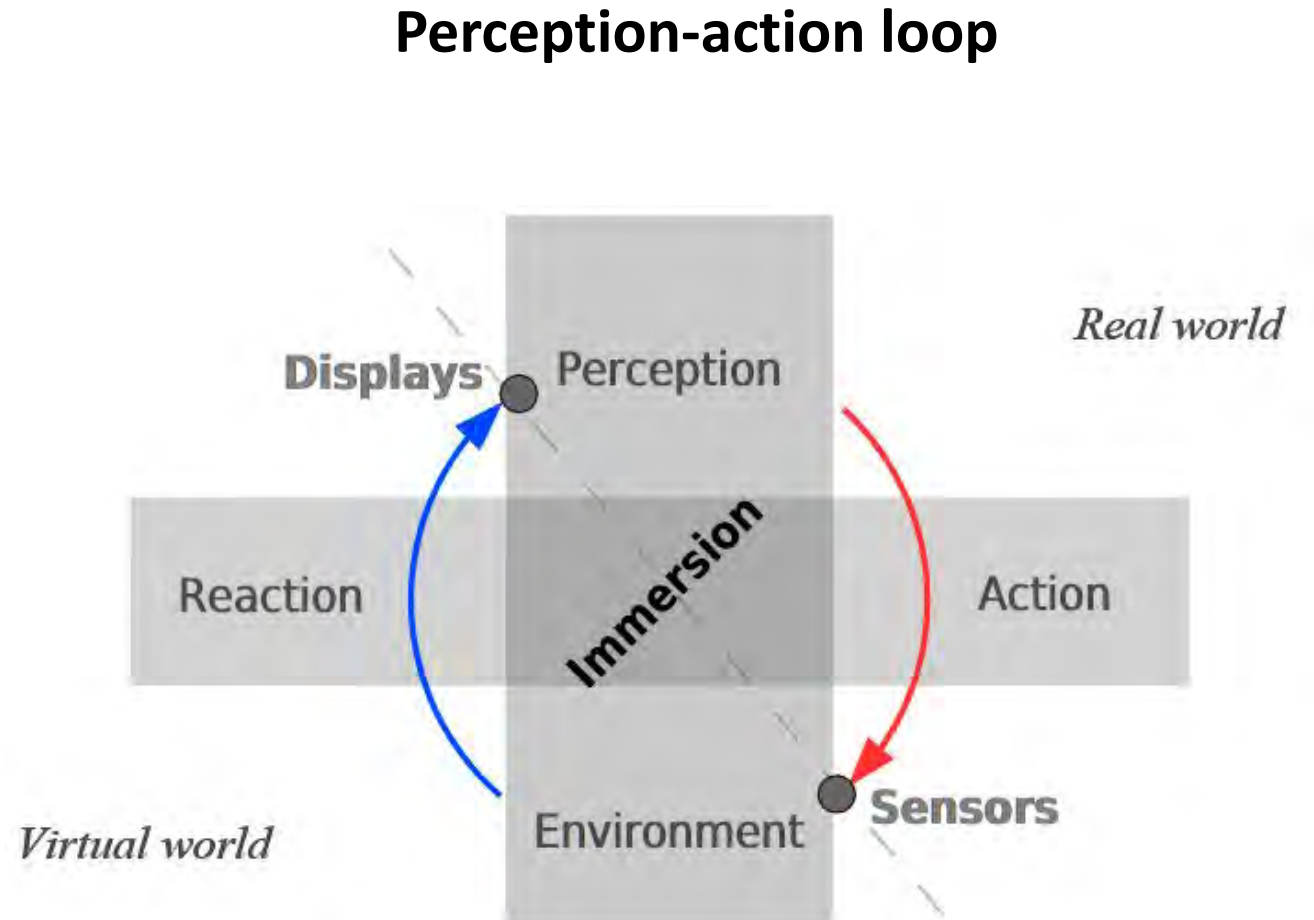 Perception-action loop
Real world
Displays
Perception
Immersion
Reaction
Action
Sensors
Environment
Virtual world